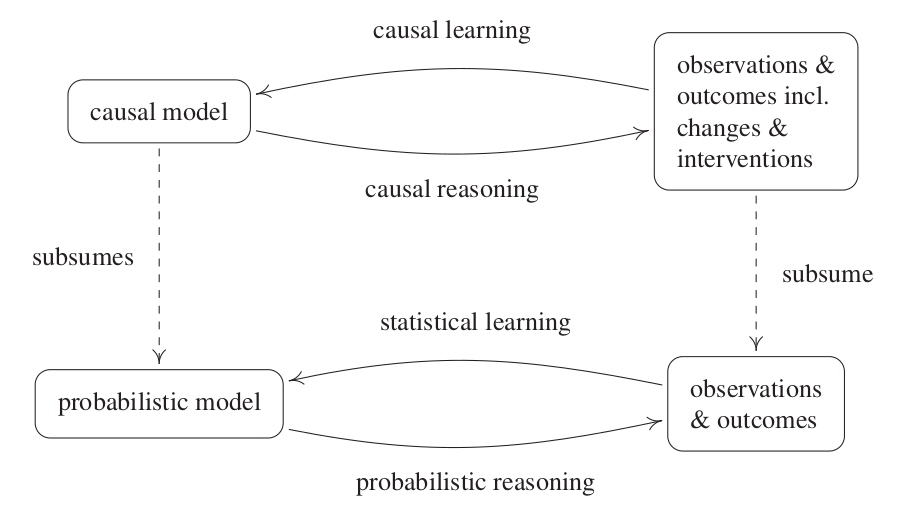 causal learning
causal model
observations &
outcomes incl.
changes &
interventions
causal reasoning
subsumes
subsume
statistical learning
probabilistic model
observations
& outcomes
probabilistic reasoning